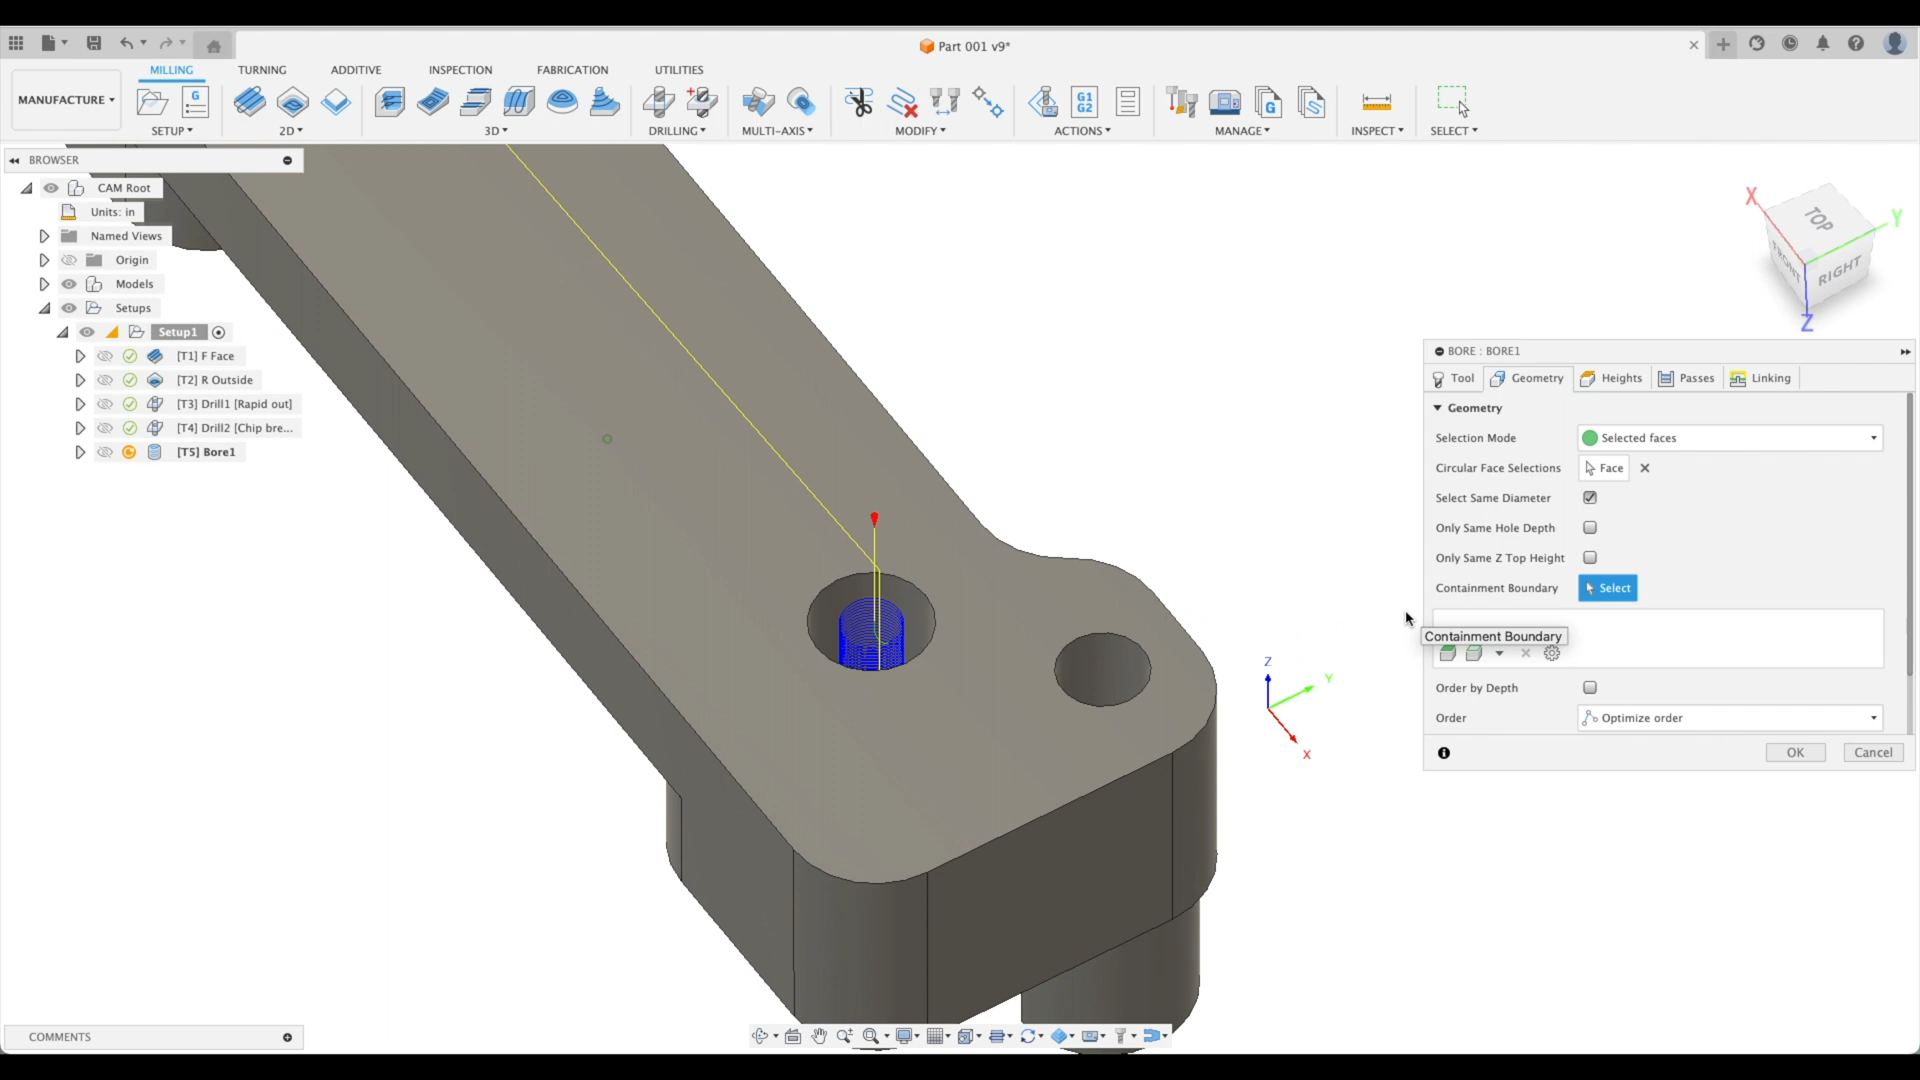 Part 001 v9*
MANUFACTURE
MILLING TURNING ADDITIVE INSPECTION FABRICATION UTILITIES
G
G1
G2
G
SETUP 2D 3D DRILLING MULTI-AXIS MODIFY ACTIONS MANAGE INSPECT SELECT
BROWSER
CAM Root
Units: in
Named Views
Origin
Models
Setups
Setup1
[T1] F Face
[T2] R Outside
[T3] Drill1 [Rapid out]
[T4] Drill2 [Chip bre...
[T5] Bore1
X
Y
TOP
FRONT
RIGHT
Z
Z
Y
X
BORE : BORE1
Tool Geometry Heights Passes Linking
Geometry
Selection Mode Selected faces
Circular Face Selections Face
Select Same Diameter
Only Same Hole Depth
Only Same Z Top Height
Containment Boundary Select
Containment Boundary
Order by Depth
Order Optimize order
OK Cancel
COMMENTS